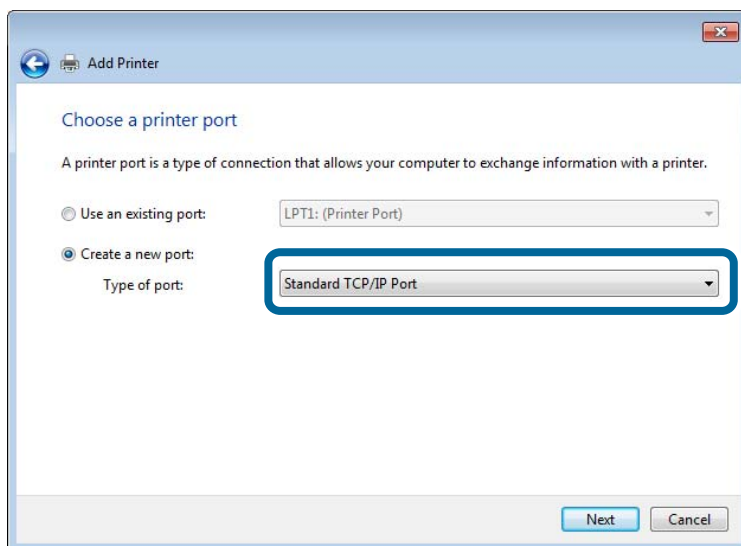 Add Printer
Choose a printer port
A printer port is a type of connection that allows your computer to exchange information with a printer.
Use an existing port: LPT1: (Printer Port)
Create a new port:
Type of port: Standard TCP/IP Port
Next Cancel